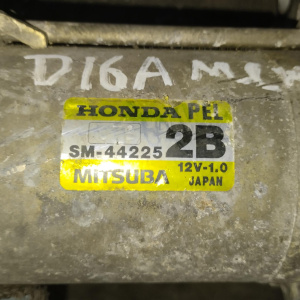 D16A
HONDA PEL
SM-44225 2B
MITSUBA 12V-1.0
JAPAN